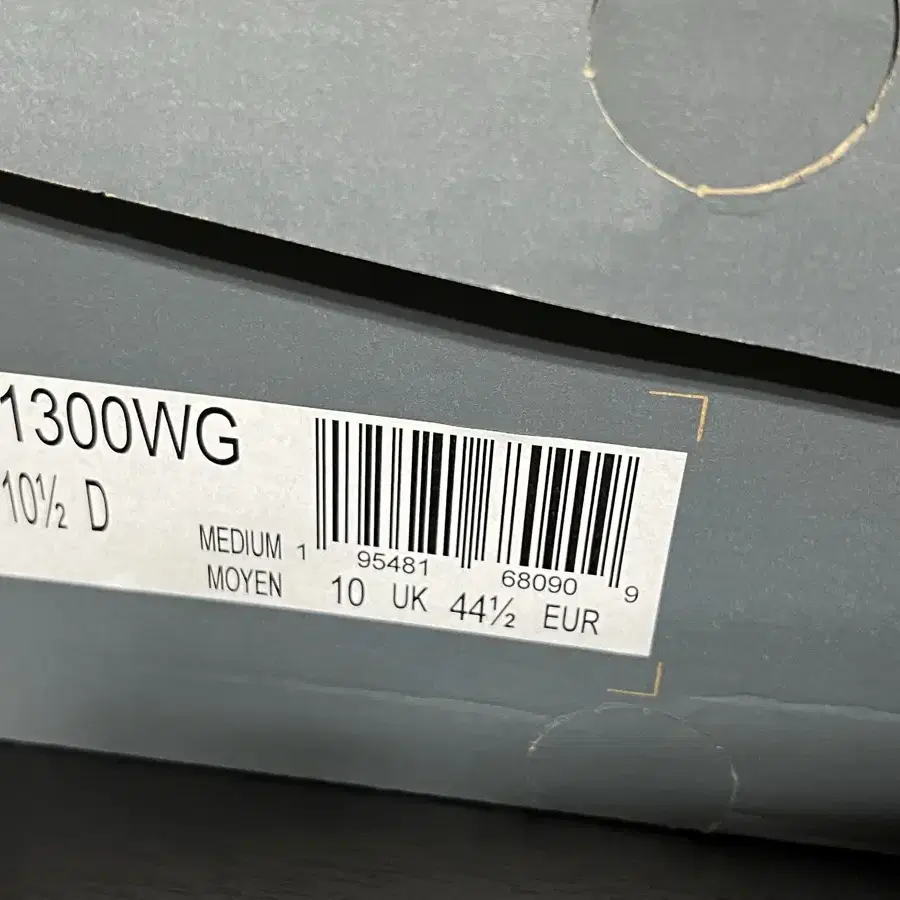 1300WG
10½ D
MEDIUM
MOYEN
1 95481 68090 9
10 UK 44½ EUR